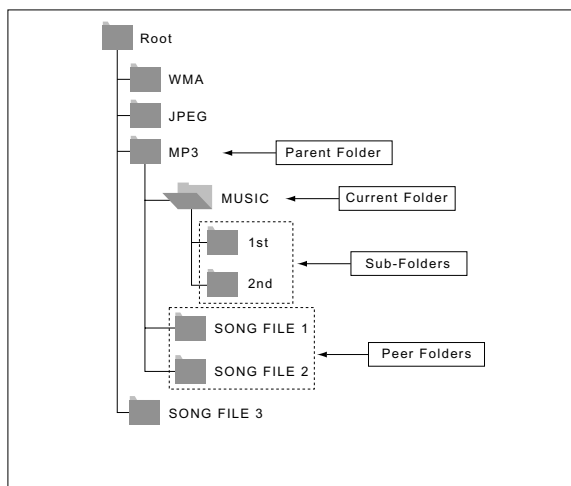 Root
WMA
JPEG
MP3
Parent Folder
MUSIC
Current Folder
1st
Sub-Folders
2nd
SONG FILE 1
Peer Folders
SONG FILE 2
SONG FILE 3